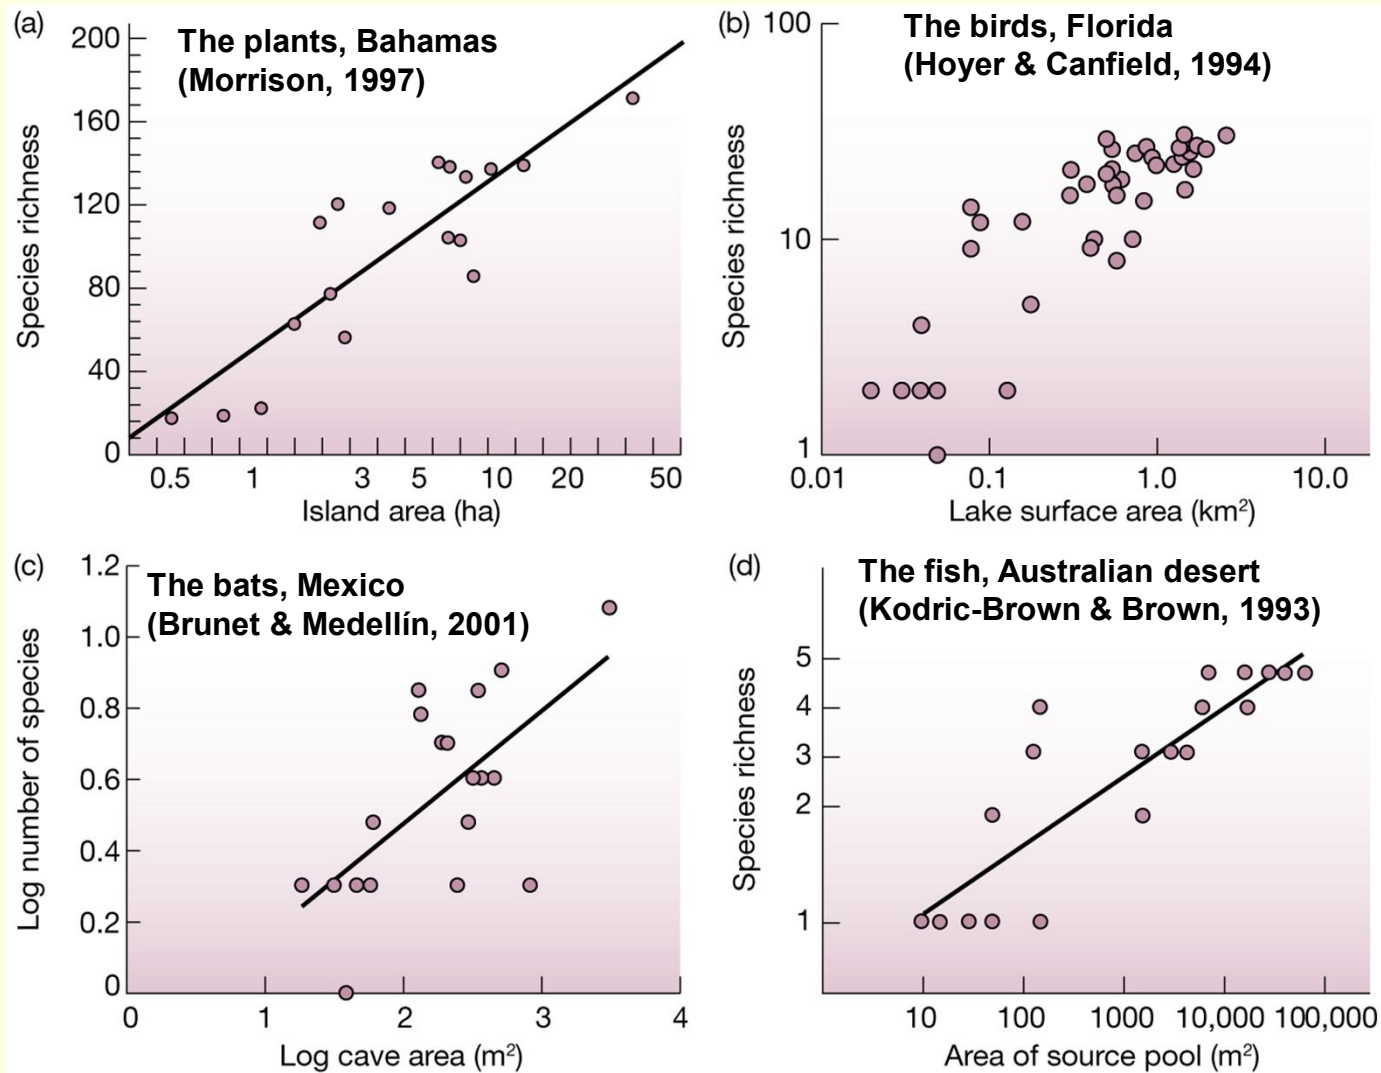 (a)
The plants, Bahamas
(Morrison, 1997)
200
160
120
80
40
0
Species richness
0.5 1 3 5 10 20 50
Island area (ha)
(b)
The birds, Florida
(Hoyer & Canfield, 1994)
100
10
1
Species richness
0.01 0.1 1.0 10.0
Lake surface area (km²)
(c)
The bats, Mexico
(Brunet & Medellín, 2001)
1.2
1.0
0.8
0.6
0.4
0.2
0
Log number of species
0 1 2 3 4
Log cave area (m²)
(d)
The fish, Australian desert
(Kodric-Brown & Brown, 1993)
5
4
3
2
1
Species richness
10 100 1000 10,000 100,000
Area of source pool (m²)